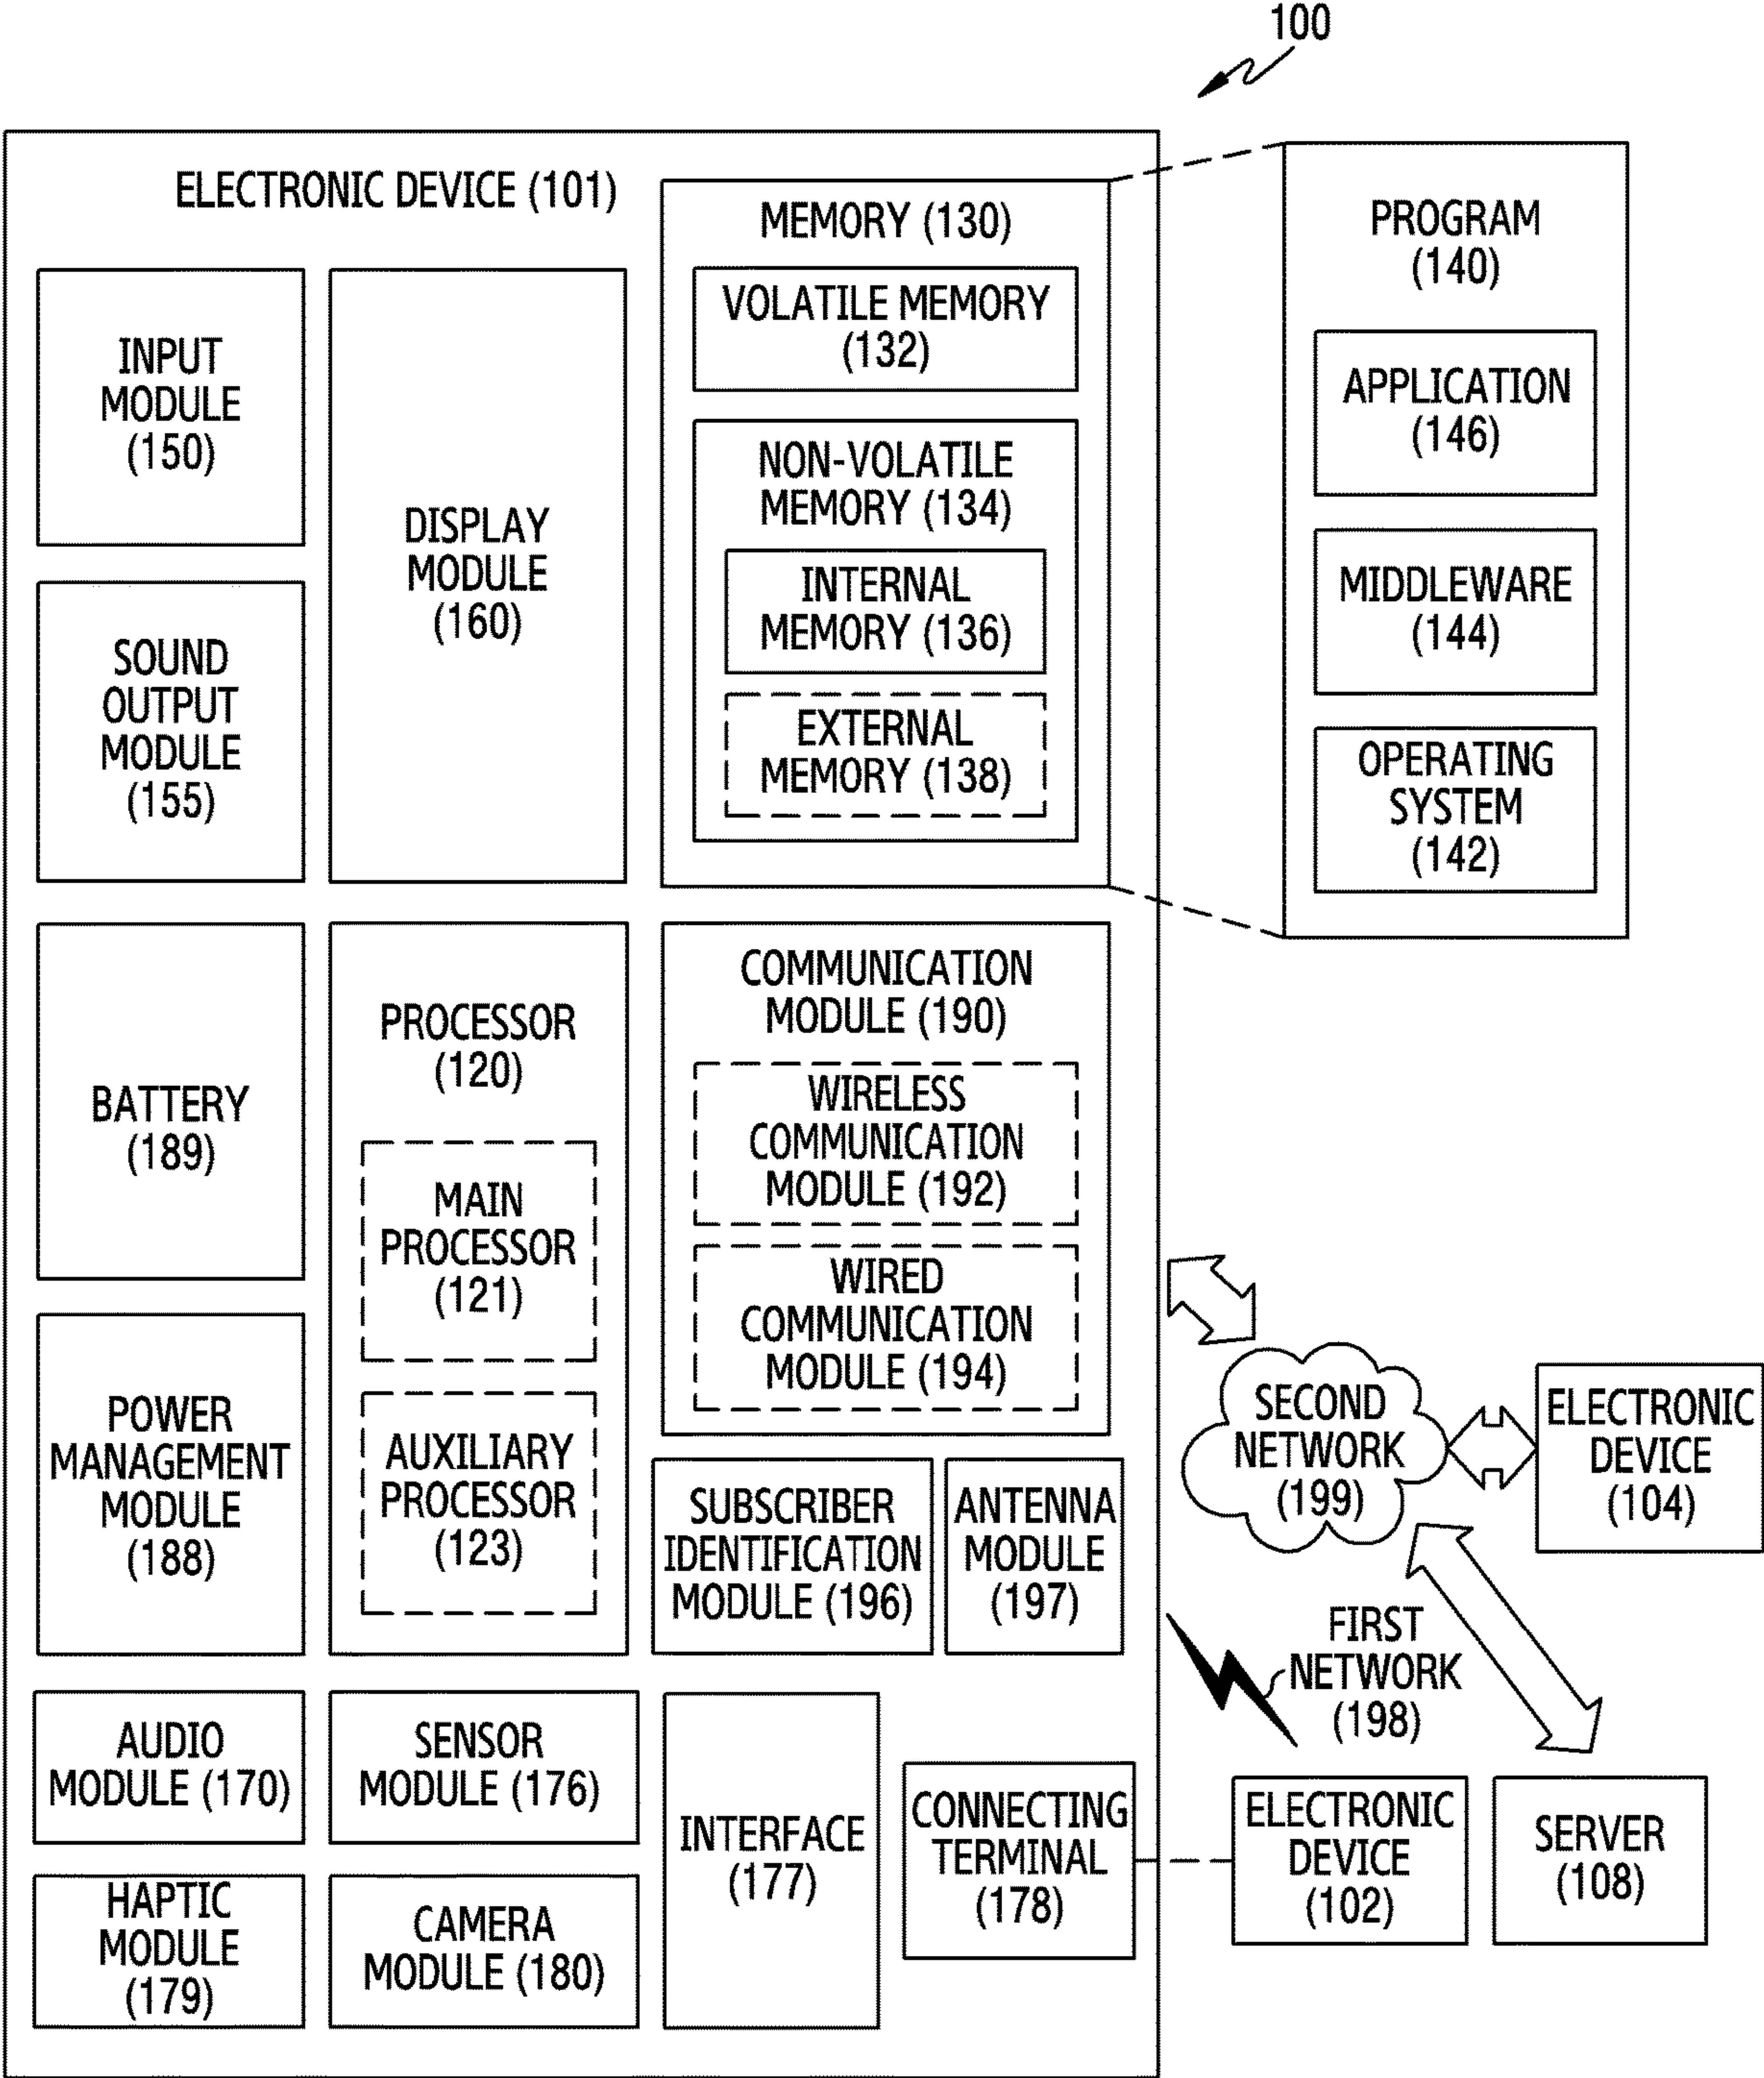 100
ELECTRONIC DEVICE (101)
INPUT
MODULE
(150)
SOUND
OUTPUT
MODULE
(155)
DISPLAY
MODULE
(160)
MEMORY (130)
VOLATILE MEMORY
(132)
NON-VOLATILE
MEMORY (134)
INTERNAL
MEMORY (136)
EXTERNAL
MEMORY (138)
PROGRAM
(140)
APPLICATION
(146)
MIDDLEWARE
(144)
OPERATING
SYSTEM
(142)
BATTERY
(189)
POWER
MANAGEMENT
MODULE
(188)
PROCESSOR
(120)
MAIN
PROCESSOR
(121)
AUXILIARY
PROCESSOR
(123)
COMMUNICATION
MODULE (190)
WIRELESS
COMMUNICATION
MODULE (192)
WIRED
COMMUNICATION
MODULE (194)
SUBSCRIBER
IDENTIFICATION
MODULE (196)
ANTENNA
MODULE
(197)
SECOND
NETWORK
(199)
ELECTRONIC
DEVICE
(104)
FIRST
NETWORK
(198)
AUDIO
MODULE (170)
SENSOR
MODULE (176)
HAPTIC
MODULE
(179)
CAMERA
MODULE (180)
INTERFACE
(177)
CONNECTING
TERMINAL
(178)
ELECTRONIC
DEVICE
(102)
SERVER
(108)